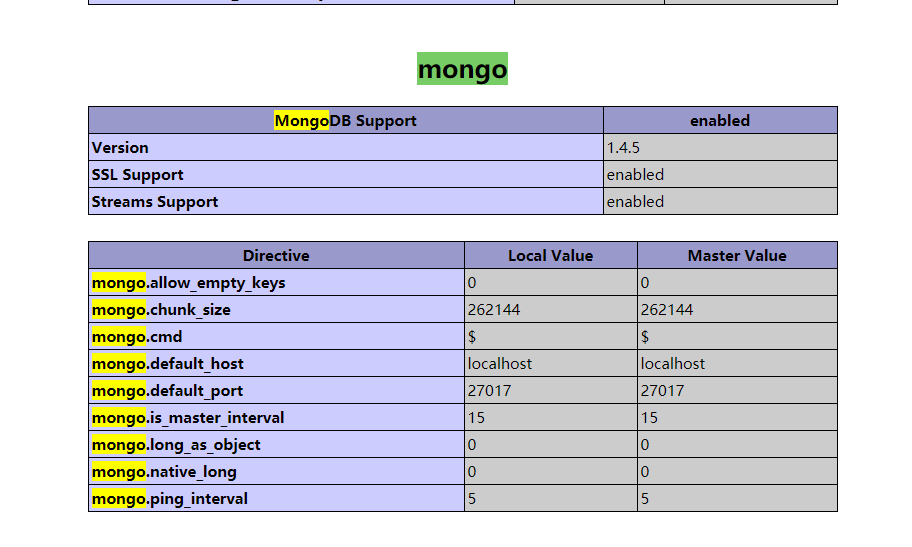 mongo
MongoDB Support enabled
Version 1.4.5
SSL Support enabled
Streams Support enabled
Directive Local Value Master Value
mongo.allow_empty_keys 0 0
mongo.chunk_size 262144 262144
mongo.cmd $ $
mongo.default_host localhost localhost
mongo.default_port 27017 27017
mongo.is_master_interval 15 15
mongo.long_as_object 0 0
mongo.native_long 0 0
mongo.ping_interval 5 5